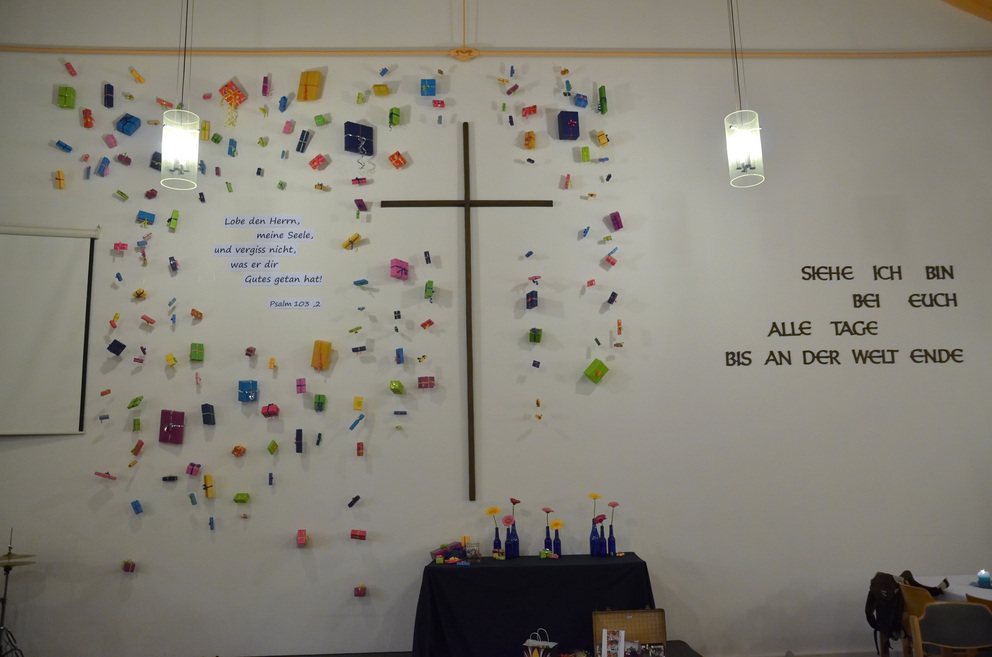 Lobe den Herrn,
meine Seele,
und vergiss nicht,
was er dir
Gutes getan hat!
Psalm 103 ,2
SIEHE ICH BIN
BEI EUCH
ALLE TAGE
BIS AN DER WELT ENDE